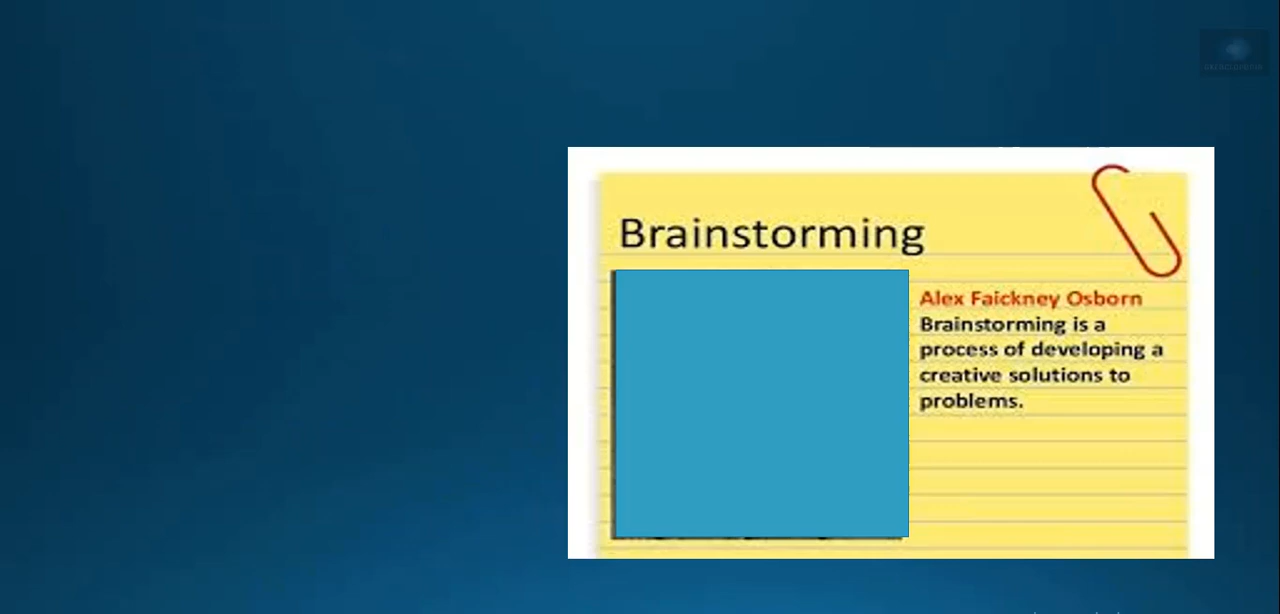 Brainstorming
Alex Faickney Osborn
Brainstorming is a
process of developing a
creative solutions to
problems.